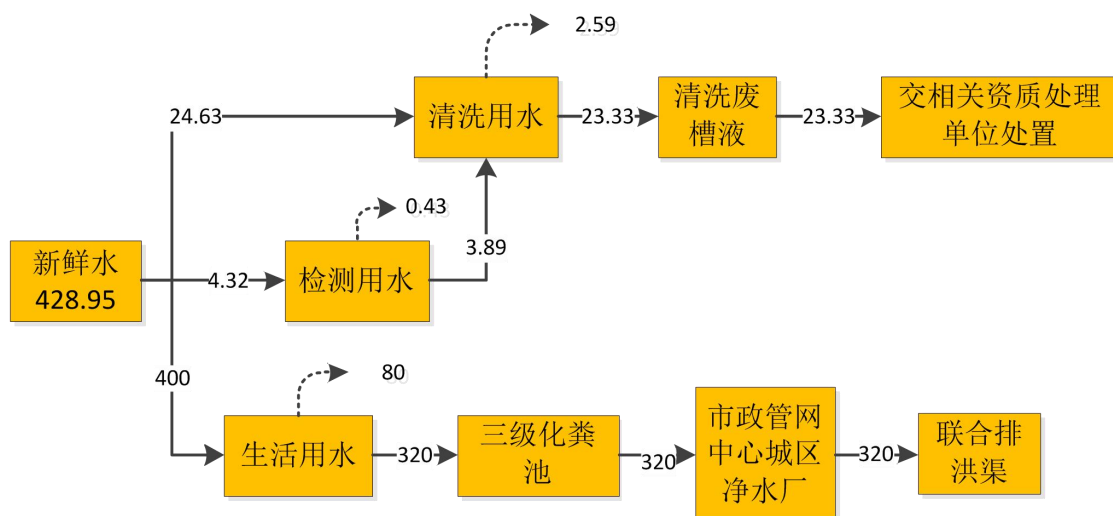 2.59
24.63
清洗用水
23.33
清洗废
槽液
23.33
交相关资质处理
单位处置
0.43
3.89
新鲜水
428.95
4.32
检测用水
400
80
生活用水
320
三级化粪
池
320
市政管网
中心城区
净水厂
320
联合排
洪渠